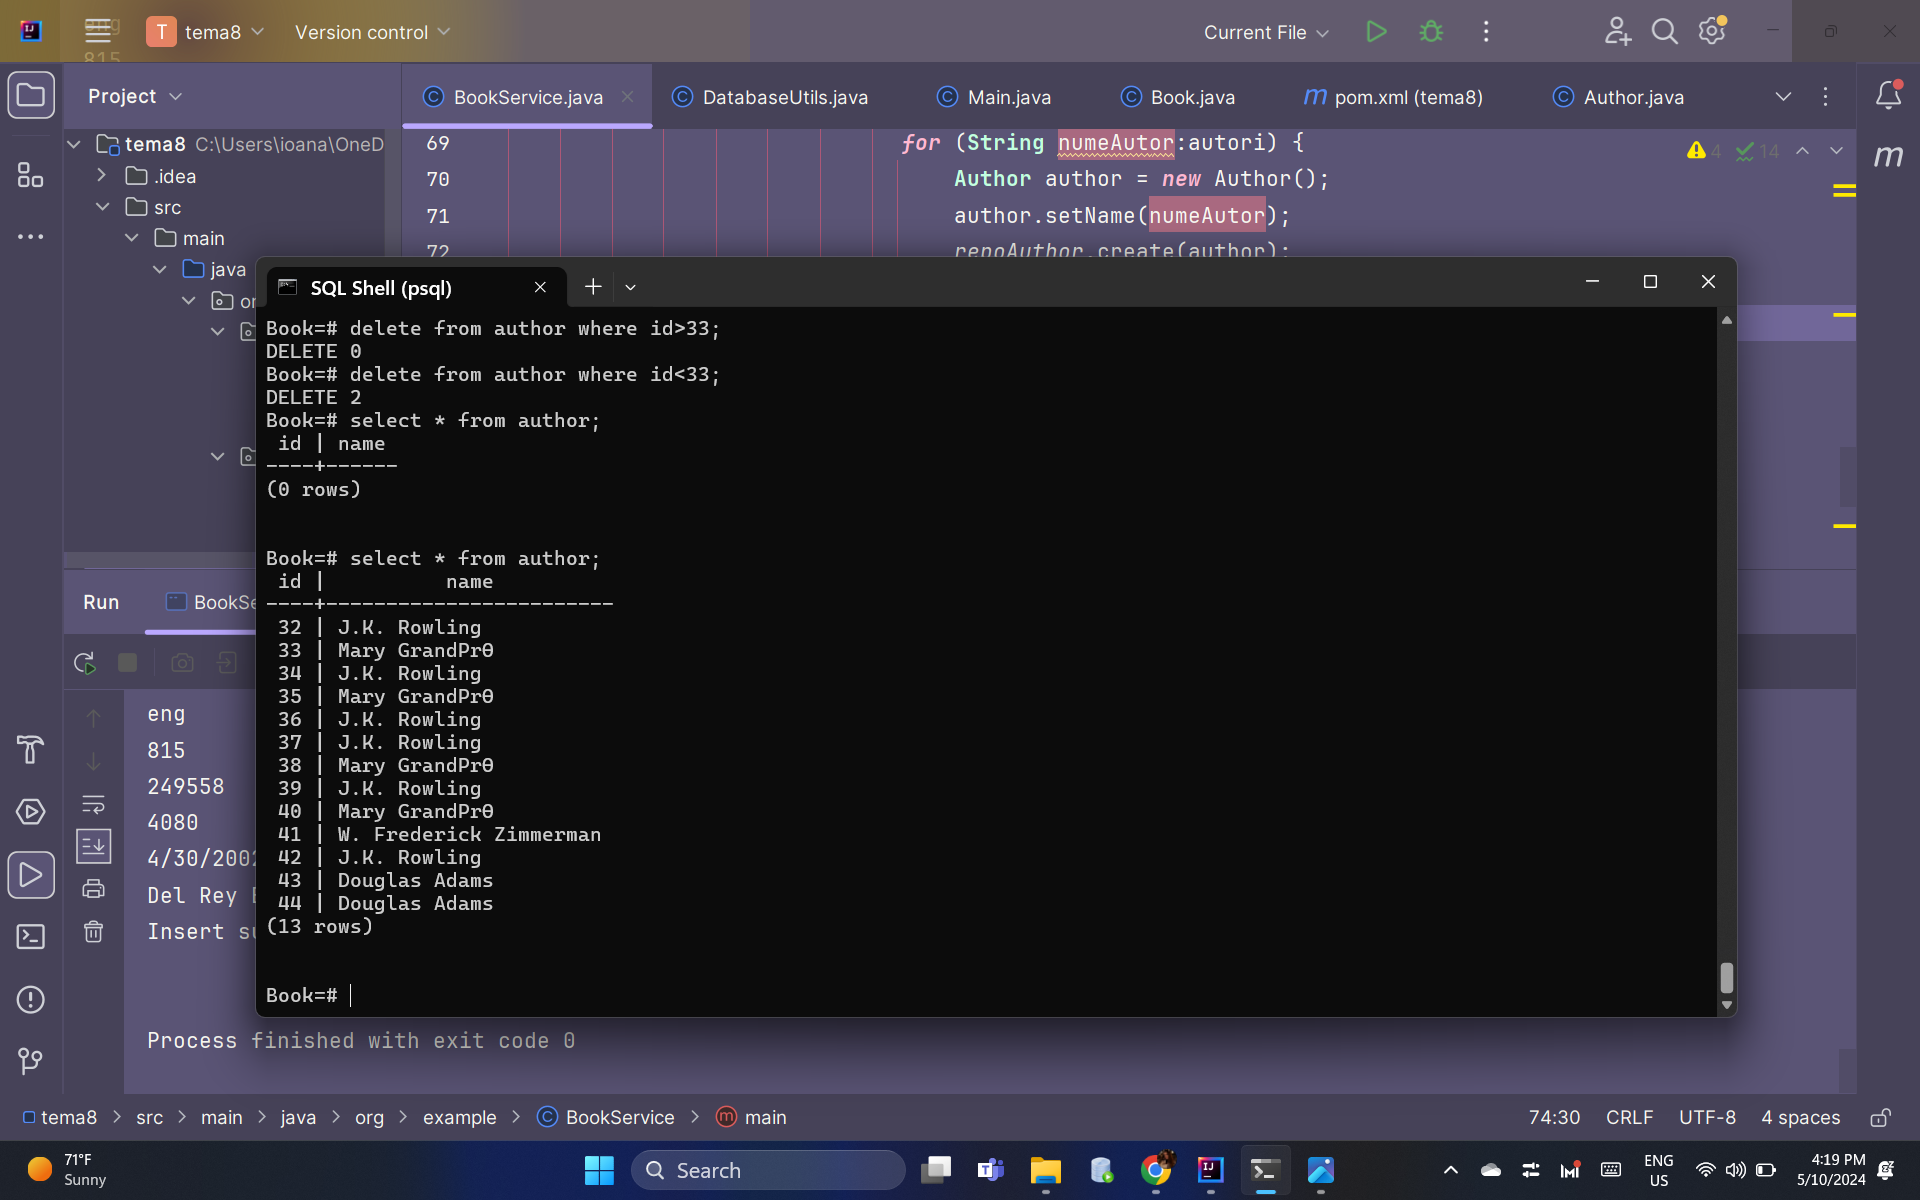 tema8
Version control
Current File
Project
BookService.java
DatabaseUtils.java
Main.java
Book.java
pom.xml (tema8)
Author.java
tema8 C:\Users\ioana\OneD
.idea
src
main
java
69 for (String numeAutor:autori) {
70 Author author = new Author();
71 author.setName(numeAutor);
72 repoAuthor.create(author);
4 14
SQL Shell (psql)
Book=# delete from author where id>33;
DELETE 0
Book=# delete from author where id<33;
DELETE 2
Book=# select * from author;
 id | name
----+------
(0 rows)
Book=# select * from author;
 id |          name
----+------------------------
 32 | J.K. Rowling
 33 | Mary GrandPrΘ
 34 | J.K. Rowling
 35 | Mary GrandPrΘ
 36 | J.K. Rowling
 37 | J.K. Rowling
 38 | Mary GrandPrΘ
 39 | J.K. Rowling
 40 | Mary GrandPrΘ
 41 | W. Frederick Zimmerman
 42 | J.K. Rowling
 43 | Douglas Adams
 44 | Douglas Adams
(13 rows)
Book=#
Run
BookSe
eng
815
249558
4080
4/30/2002
Del Rey
Insert su
Process finished with exit code 0
tema8 > src > main > java > org > example > BookService > main
74:30 CRLF UTF-8 4 spaces
71°F
Sunny
Search
ENG
US
4:19 PM
5/10/2024